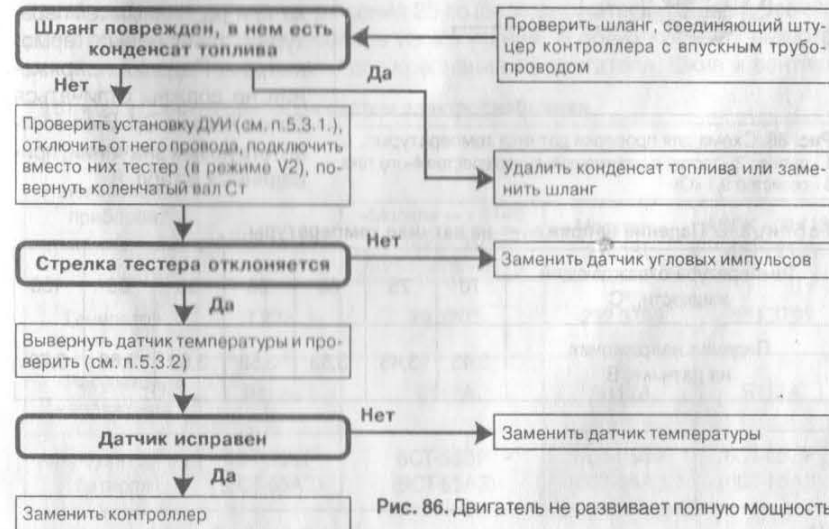 Проверить шланг, соединяющий шту-
цер контроллера с впускным трубо-
проводом
Шланг поврежден, в нем есть
конденсат топлива
Да
Нет
Удалить конденсат топлива или заме-
нить шланг
Проверить установку ДУИ (см. п.5.3.1.),
отключить от него провода, подключить
вместо них тестер (в режиме V2), по-
вернуть коленчатый вал Ст
Стрелка тестера отклоняется
Нет
Заменить датчик угловых импульсов
Да
Вывернуть датчик температуры и про-
верить (см. п.5.3.2)
Датчик исправен
Нет
Заменить датчик температуры
Да
Заменить контроллер
Рис. 86. Двигатель не развивает полную мощность